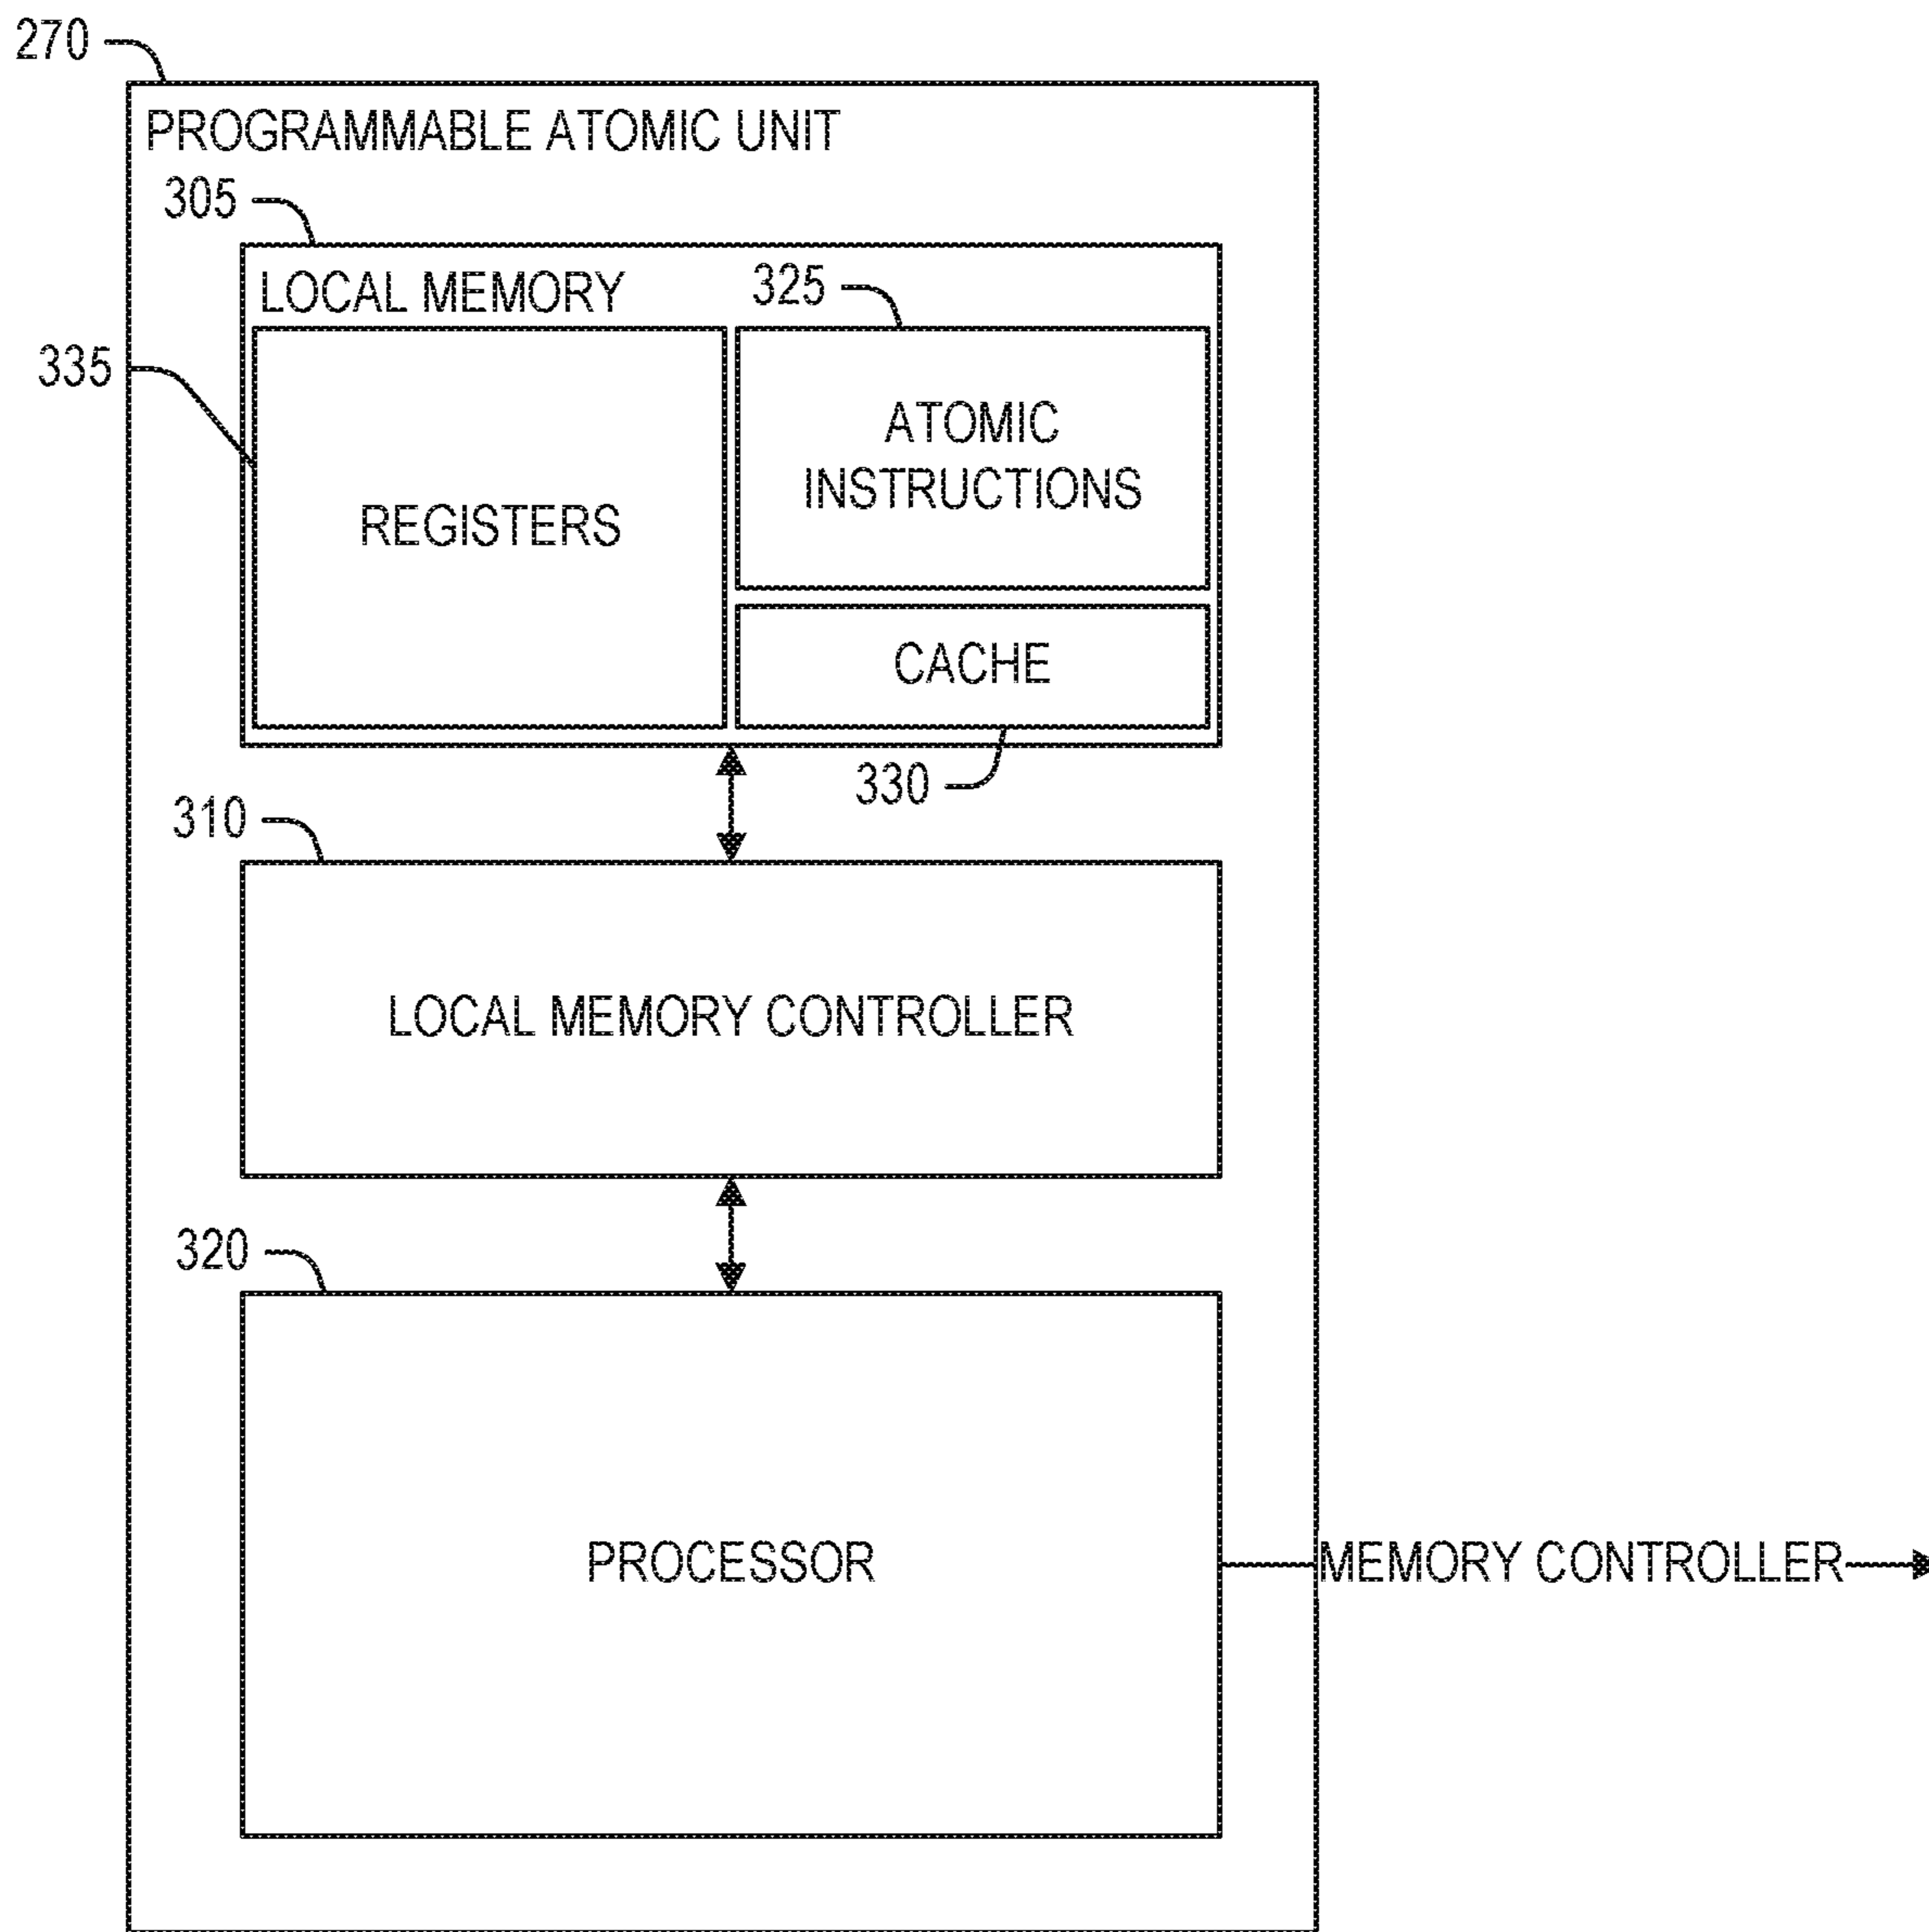 270
PROGRAMMABLE ATOMIC UNIT
305
LOCAL MEMORY
325
335
ATOMIC
INSTRUCTIONS
REGISTERS
CACHE
330
310
LOCAL MEMORY CONTROLLER
320
PROCESSOR
MEMORY CONTROLLER